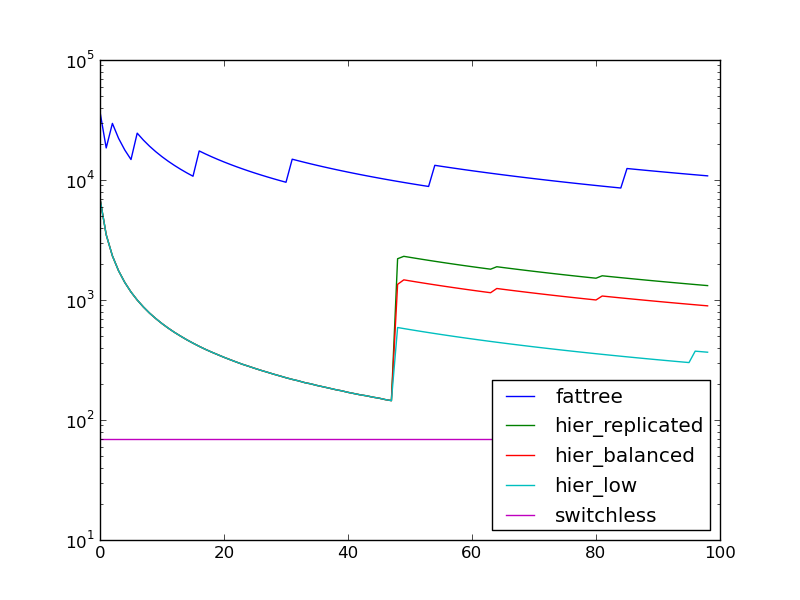 10^5
10^4
10^3
10^2
10^1
0
20
40
60
80
100
fattree
hier_replicated
hier_balanced
hier_low
switchless